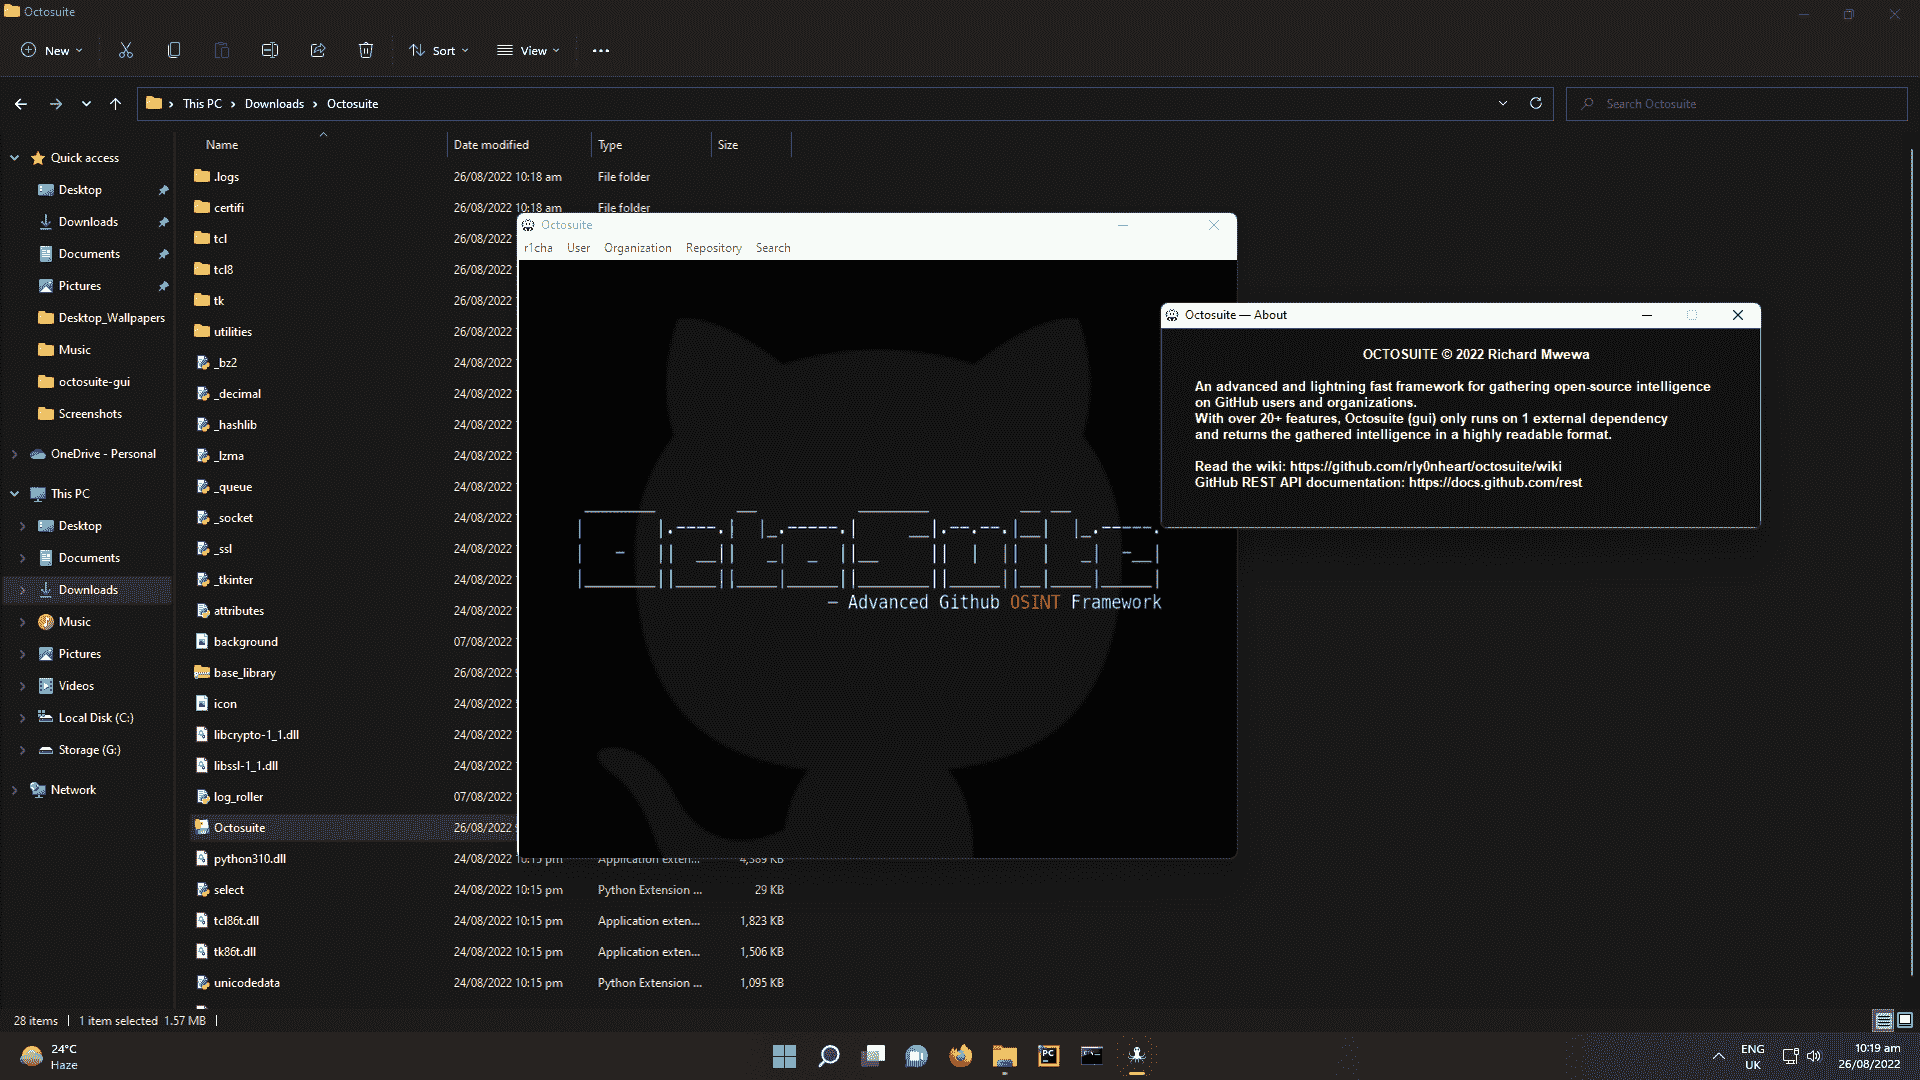 Octosuite
New
Sort
View
This PC
Downloads
Octosuite
Search Octosuite
Name
Date modified
Type
Size
Quick access
Desktop
Downloads
Documents
Pictures
Desktop_Wallpapers
Music
octosuite-gui
Screenshots
OneDrive - Personal
This PC
Desktop
Documents
Downloads
Music
Pictures
Videos
Local Disk (C:)
Storage (G:)
Network
.logs 26/08/2022 10:18 am File folder
certifi 26/08/2022 10:18 am File folder
tcl 26/08/2022
tcl8 26/08/2022
tk 26/08/2022
utilities 26/08/2022
_bz2 24/08/2022
_decimal 24/08/2022
_hashlib 24/08/2022
_lzma 24/08/2022
_queue 24/08/2022
_socket 24/08/2022
_ssl 24/08/2022
_tkinter 24/08/2022
attributes 24/08/2022
background 07/08/2022
base_library 26/08/2022
icon 24/08/2022
libcrypto-1_1.dll 24/08/2022
libssl-1_1.dll 24/08/2022
log_roller 07/08/2022
Octosuite 26/08/2022
python310.dll 24/08/2022 10:15 pm Application exten... 4,389 KB
select 24/08/2022 10:15 pm Python Extension ... 29 KB
tcl86t.dll 24/08/2022 10:15 pm Application exten... 1,823 KB
tk86t.dll 24/08/2022 10:15 pm Application exten... 1,506 KB
unicodedata 24/08/2022 10:15 pm Python Extension ... 1,095 KB
Octosuite
r1cha User Organization Repository Search
OctoSuite
– Advanced Github OSINT Framework
Octosuite — About
OCTOSUITE © 2022 Richard Mwewa
An advanced and lightning fast framework for gathering open-source intelligence
on GitHub users and organizations.
With over 20+ features, Octosuite (gui) only runs on 1 external dependency
and returns the gathered intelligence in a highly readable format.
Read the wiki: https://github.com/rly0nheart/octosuite/wiki
GitHub REST API documentation: https://docs.github.com/rest
28 items
1 item selected 1.57 MB
24°C
Haze
PC
ENG
UK
10:19 am
26/08/2022